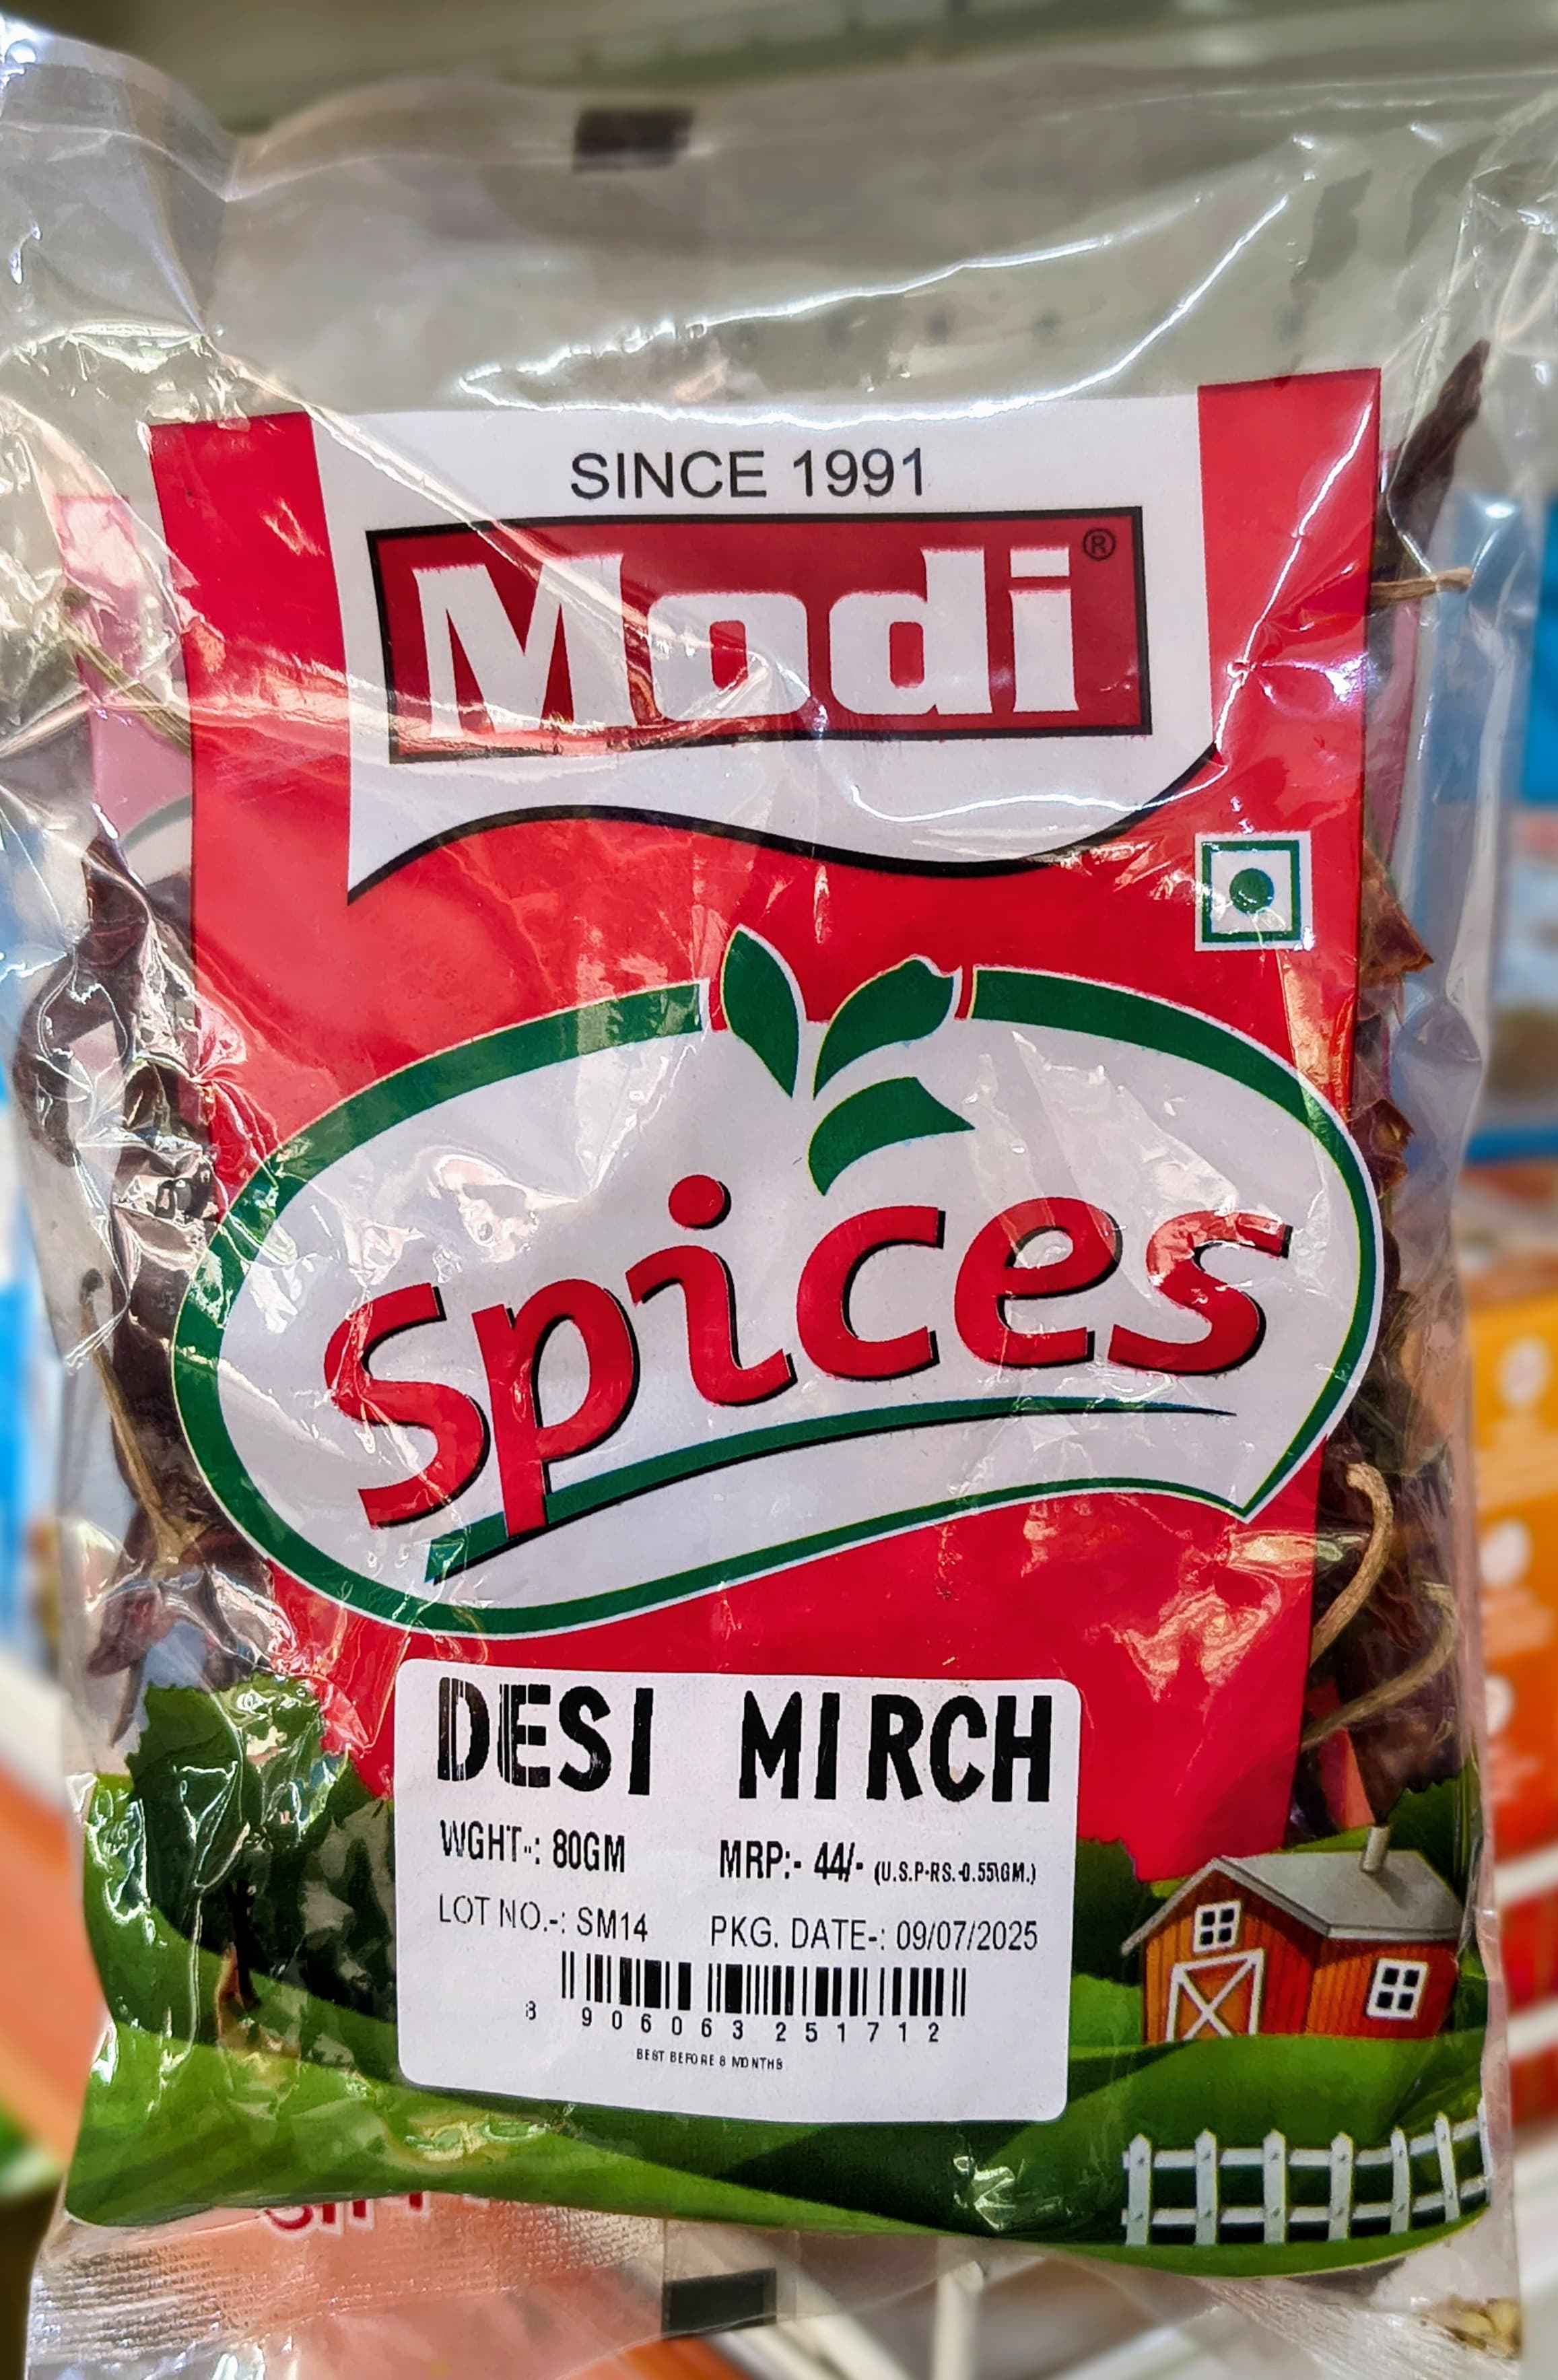 SINCE 1991
Modi®
Spices
DESI MIRCH
WGHT-: 80GM MRP:- 44/- (U.S.P-RS.-0.55\GM.)
LOT NO.-: SM14 PKG. DATE-: 09/07/2025
8 906063 251712
BEST BEFORE 8 MONTHS